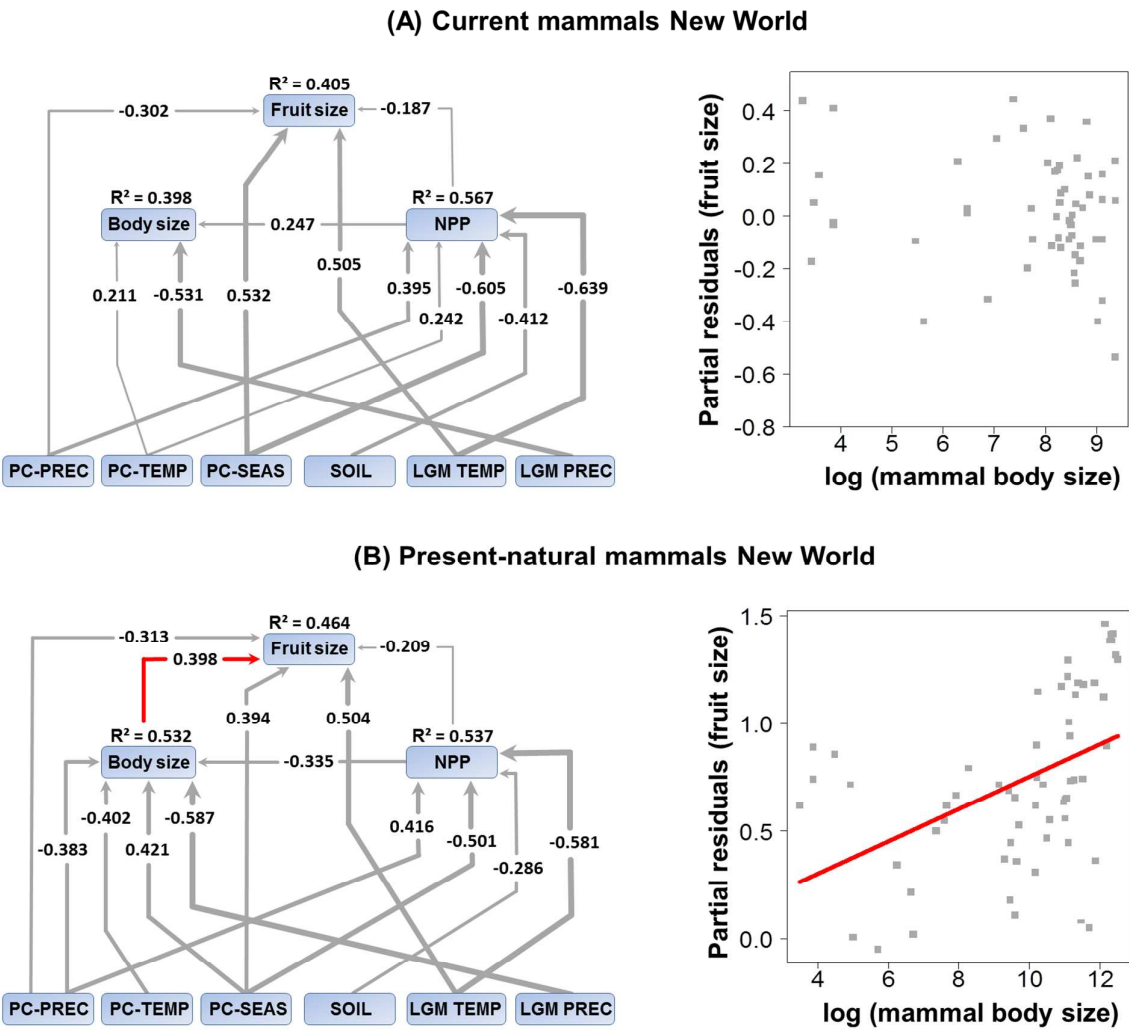 (A) Current mammals New World
R² = 0.405
Fruit size
-0.302
-0.187
R² = 0.398
Body size
R² = 0.567
NPP
0.247
0.505
0.211
-0.531
0.532
0.395
-0.605
-0.639
0.242
-0.412
PC-PREC
PC-TEMP
PC-SEAS
SOIL
LGM TEMP
LGM PREC
Partial residuals (fruit size)
0.4
0.2
0.0
-0.2
-0.4
-0.6
-0.8
4 5 6 7 8 9
log (mammal body size)
(B) Present-natural mammals New World
R² = 0.464
Fruit size
-0.313
-0.209
0.398
0.394
0.504
R² = 0.532
Body size
R² = 0.537
NPP
-0.335
-0.402
-0.587
0.416
-0.501
-0.581
-0.383
0.421
-0.286
PC-PREC
PC-TEMP
PC-SEAS
SOIL
LGM TEMP
LGM PREC
Partial residuals (fruit size)
1.5
1.0
0.5
0.0
4 6 8 10 12
log (mammal body size)